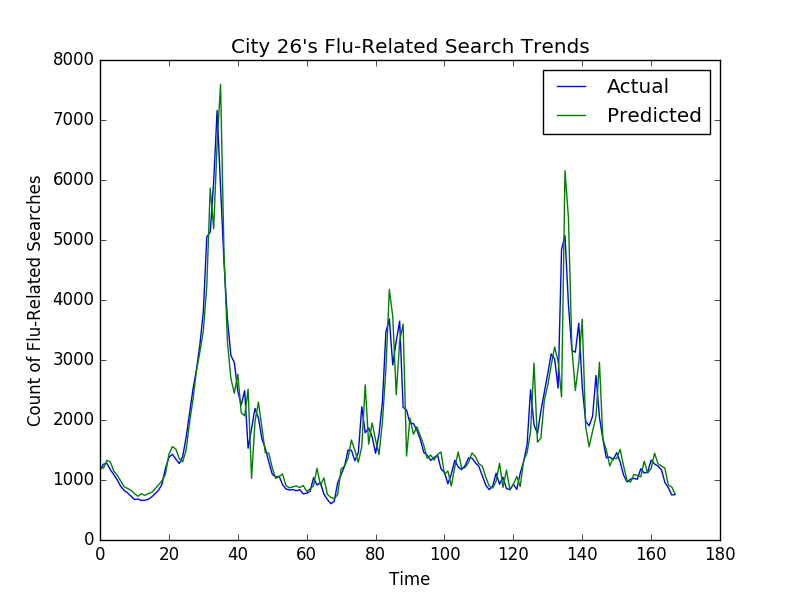 City 26's Flu-Related Search Trends
Actual
Predicted
8000
7000
6000
5000
4000
3000
2000
1000
0
Count of Flu-Related Searches
0 20 40 60 80 100 120 140 160 180
Time